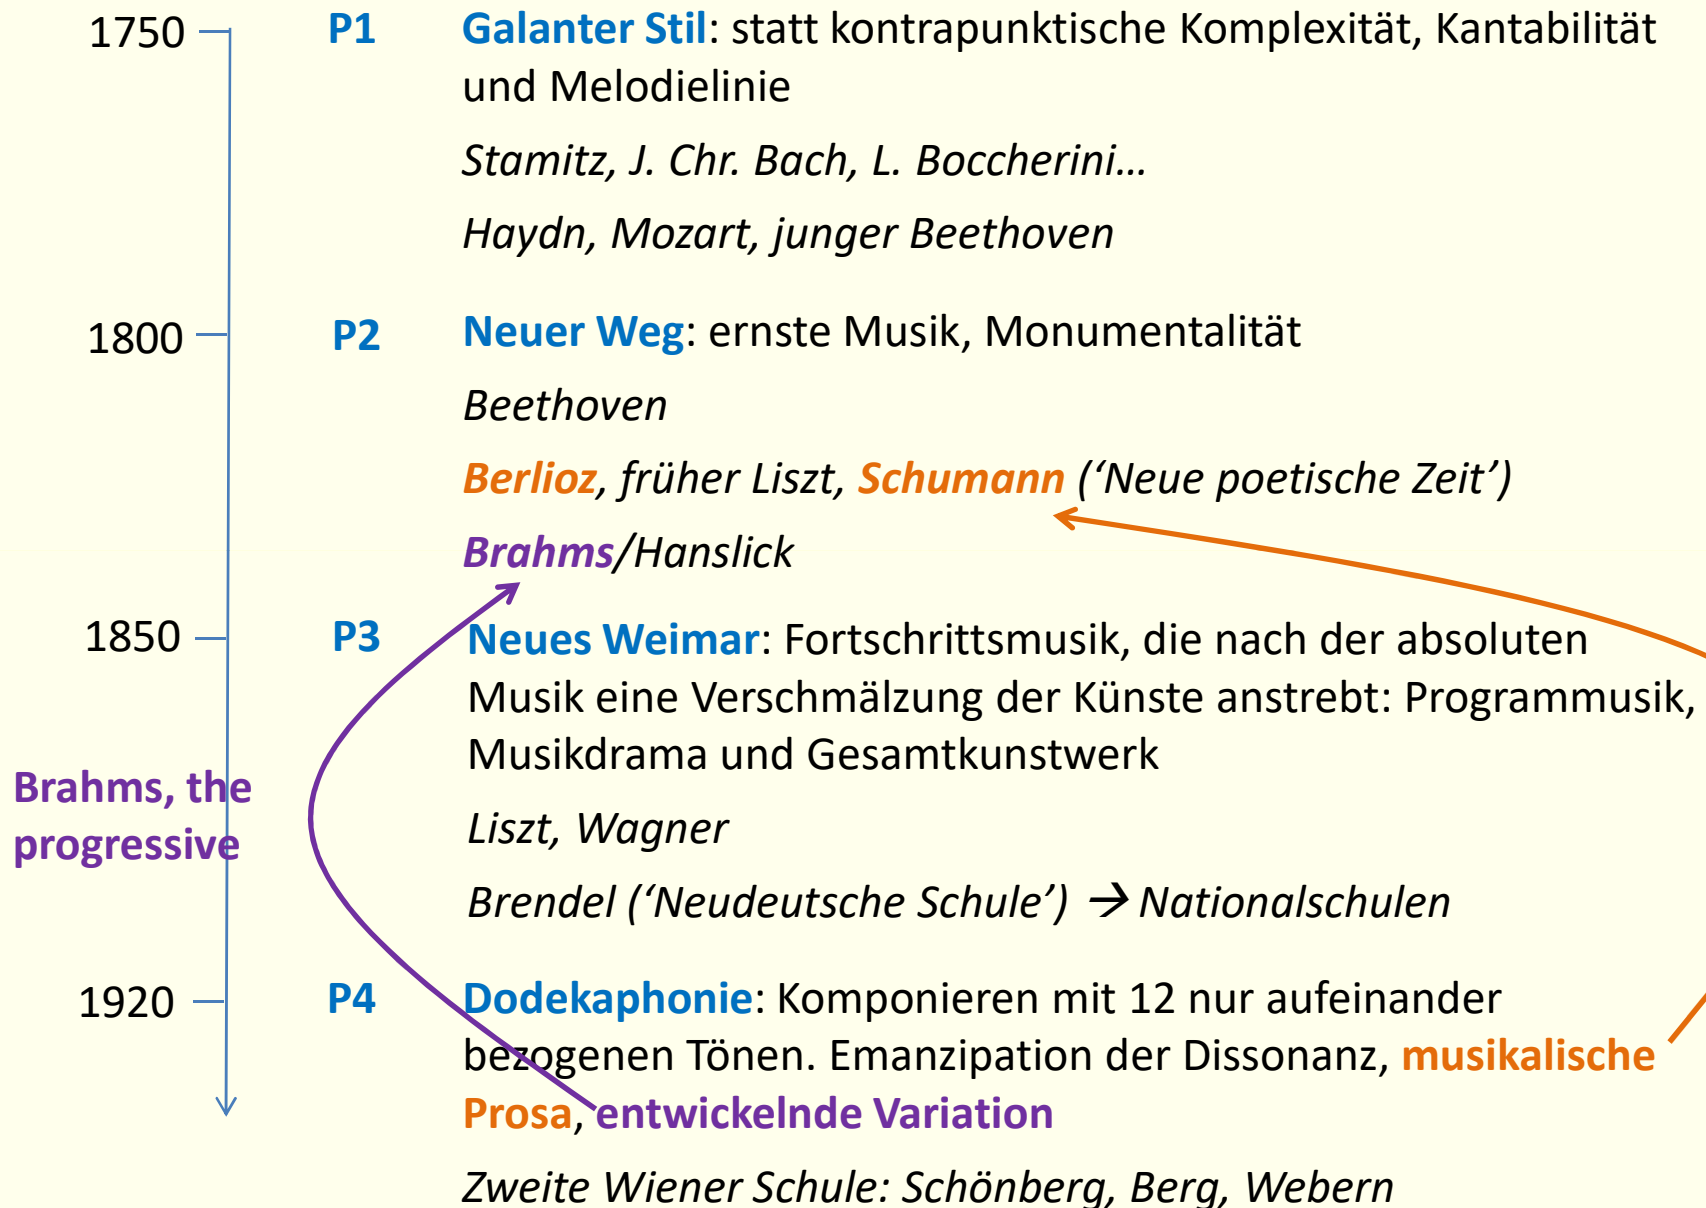 1750 P1 Galanter Stil: statt kontrapunktische Komplexität, Kantabilität
und Melodielinie
Stamitz, J. Chr. Bach, L. Boccherini…
Haydn, Mozart, junger Beethoven
1800 P2 Neuer Weg: ernste Musik, Monumentalität
Beethoven
Berlioz, früher Liszt, Schumann (‘Neue poetische Zeit’)
Brahms/Hanslick
1850 P3 Neues Weimar: Fortschrittsmusik, die nach der absoluten
Musik eine Verschmälzung der Künste anstrebt: Programmusik,
Musikdrama und Gesamtkunstwerk
Brahms, the
progressive
Liszt, Wagner
Brendel (‘Neudeutsche Schule’) → Nationalschulen
1920 P4 Dodekaphonie: Komponieren mit 12 nur aufeinander
bezogenen Tönen. Emanzipation der Dissonanz, musikalische
Prosa, entwickelnde Variation
Zweite Wiener Schule: Schönberg, Berg, Webern